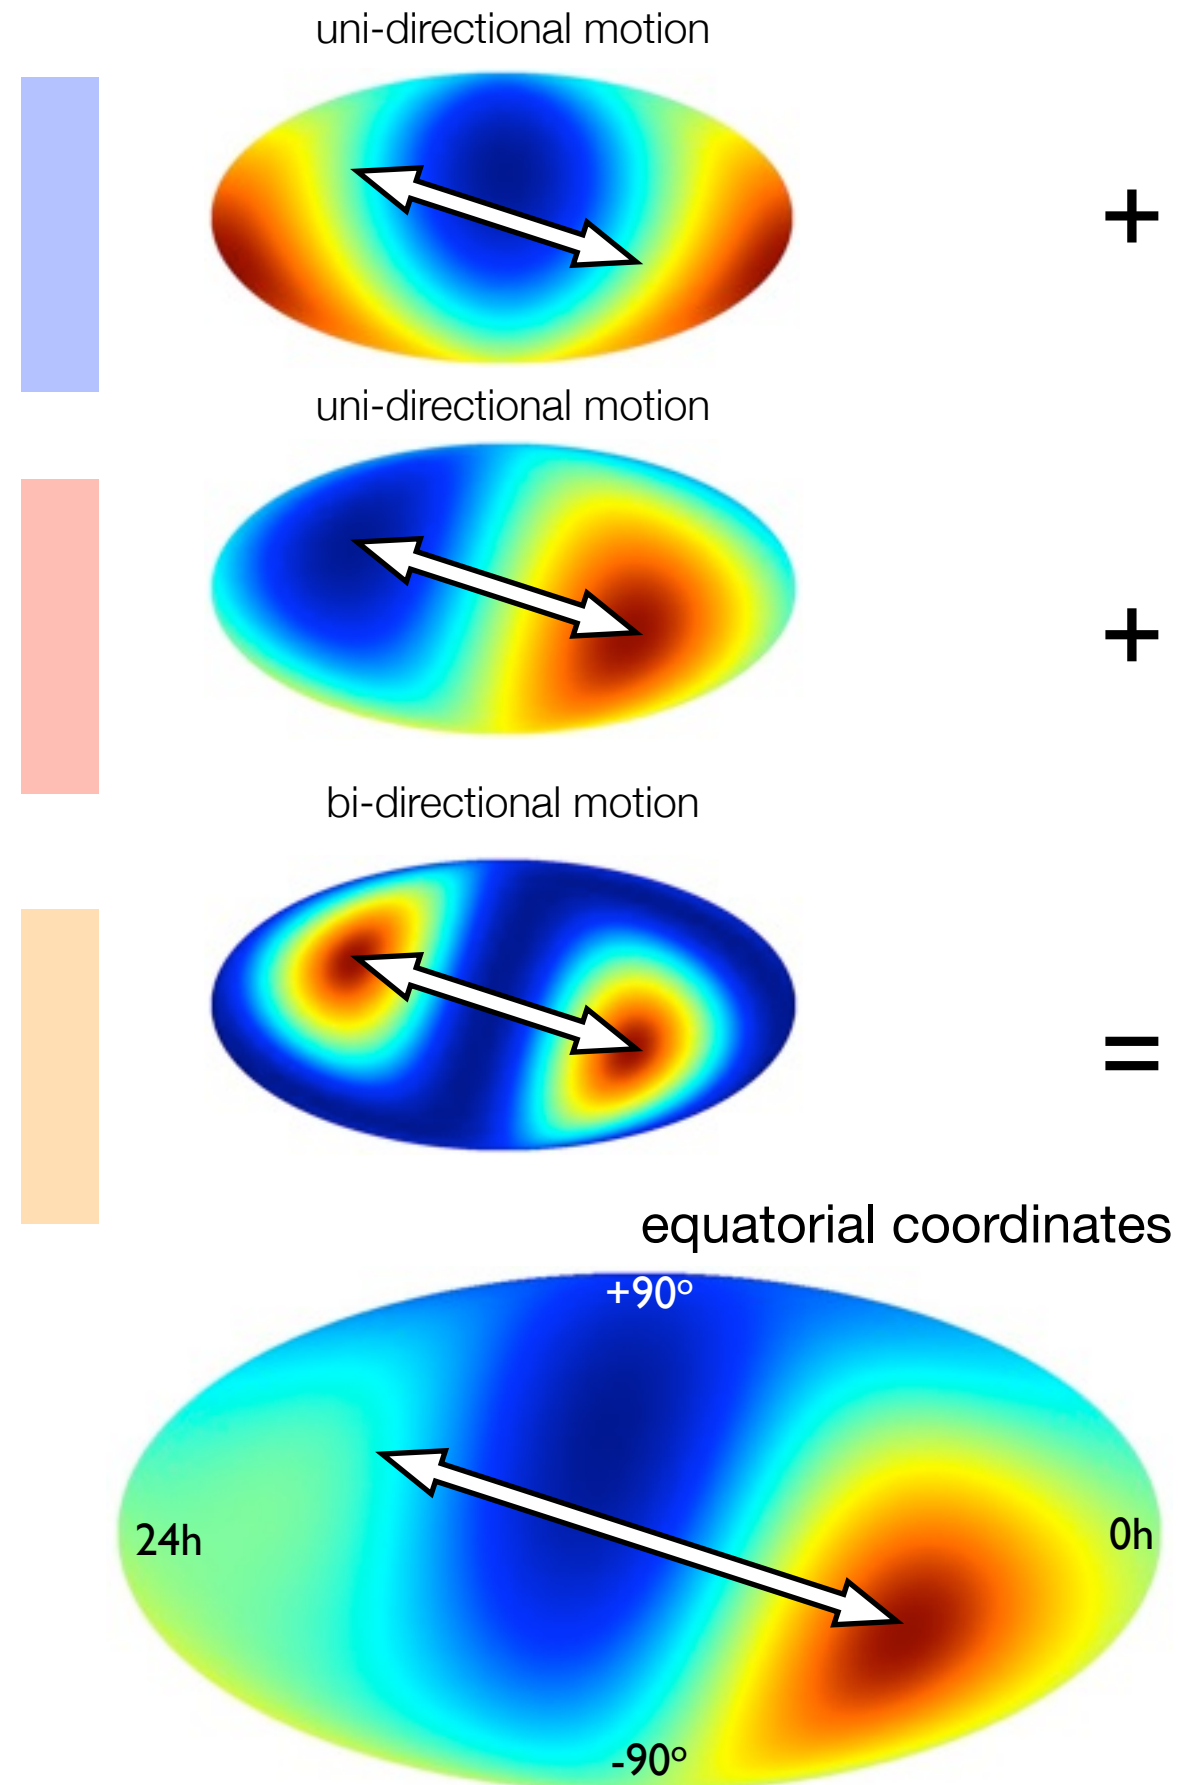 uni-directional motion
+
uni-directional motion
+
bi-directional motion
=
equatorial coordinates
+90°
24h
0h
-90°